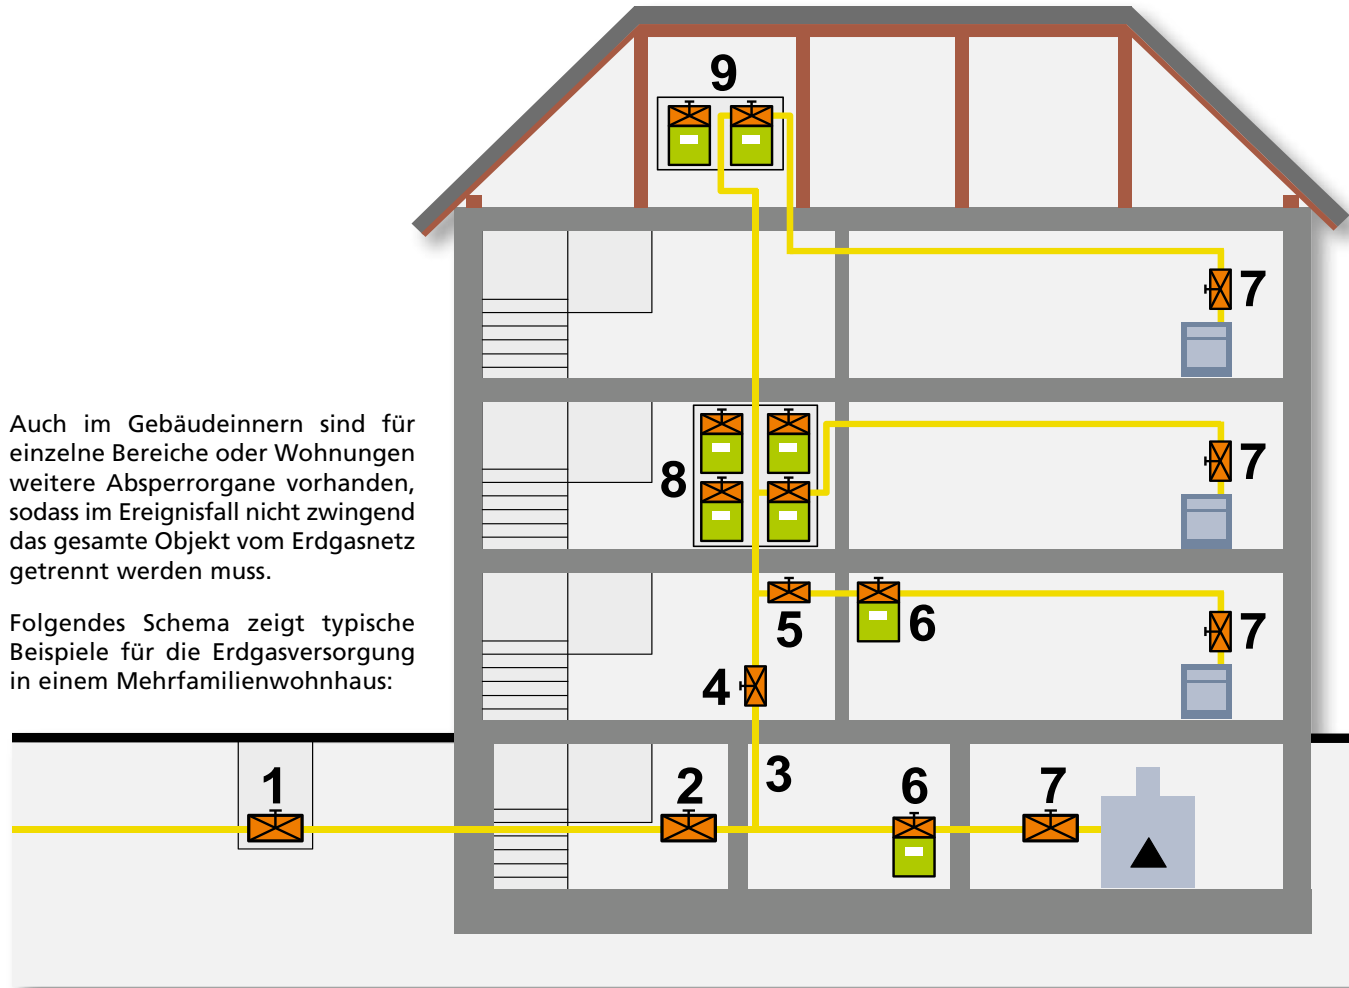 9
7
Auch im Gebäudeinnern sind für
einzelne Bereiche oder Wohnungen
weitere Absperrorgane vorhanden,
sodass im Ereignisfall nicht zwingend
das gesamte Objekt vom Erdgasnetz
getrennt werden muss.
Folgendes Schema zeigt typische
Beispiele für die Erdgasversorgung
in einem Mehrfamilienwohnhaus:
8
7
5
6
7
4
1
2
3
6
7